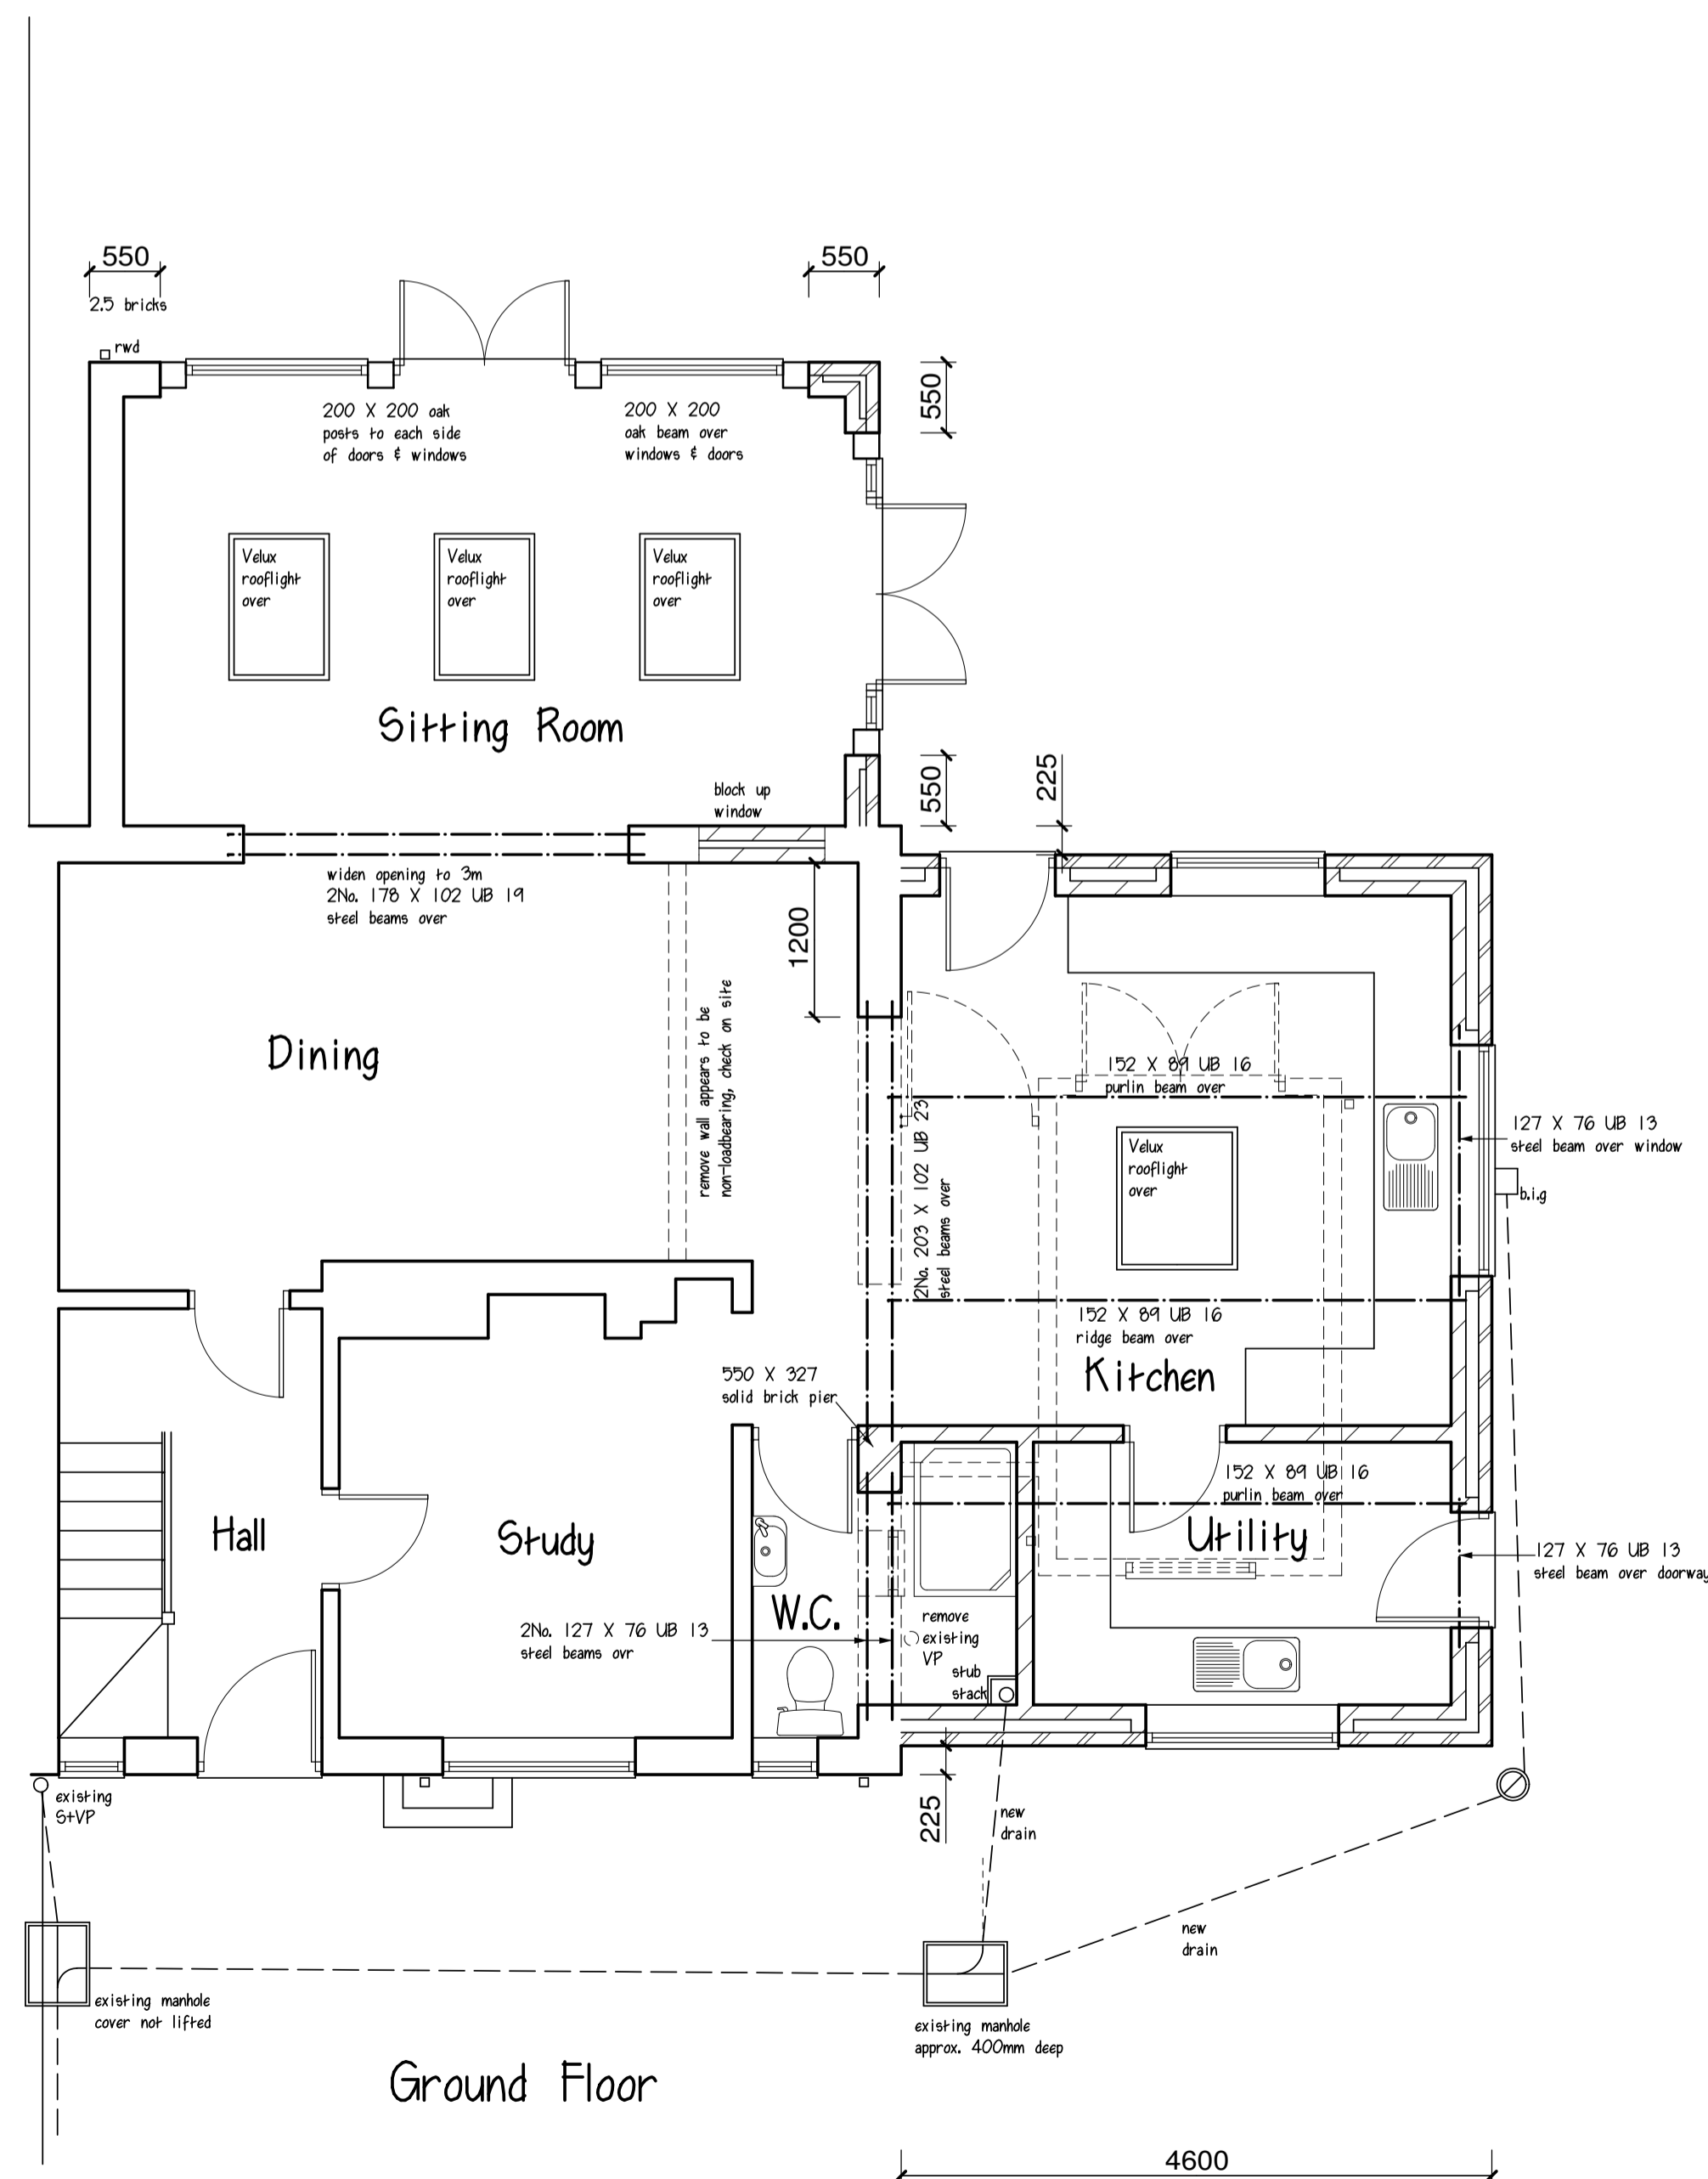 550
2.5 bricks
550
rwd
550
200 X 200 oak
posts to each side
of doors & windows
200 X 200
oak beam over
windows & doors
Velux
rooflight
over
Velux
rooflight
over
Velux
rooflight
over
Sitting Room
block up
window
550
225
widen opening to 3m
2No. 178 X 102 UB 19
steel beams over
1200
Dining
remove wall appears to be
non-loadbearing, check on site
152 X 89 UB 16
purlin beam over
2No. 203 X 102 UB 23
steel beams over
Velux
rooflight
over
127 X 76 UB 13
steel beam over window
b.i.g
152 X 89 UB 16
ridge beam over
Kitchen
550 X 327
solid brick pier
152 X 89 UB 16
purlin beam over
Hall
Study
Utility
127 X 76 UB 13
steel beam over doorway
W.C.
2No. 127 X 76 UB 13
steel beams ovr
remove
existing
VP
stub
stack
existing
S+VP
225
new
drain
new
drain
existing manhole
cover not lifted
existing manhole
approx. 400mm deep
Ground Floor
4600